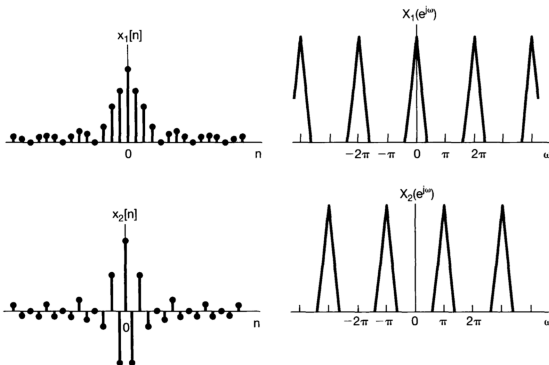 x₁[n]
0
n
X₁(e^jω)
−2π −π 0 π 2π ω
x₂[n]
0
n
X₂(e^jω)
−2π −π 0 π 2π ω